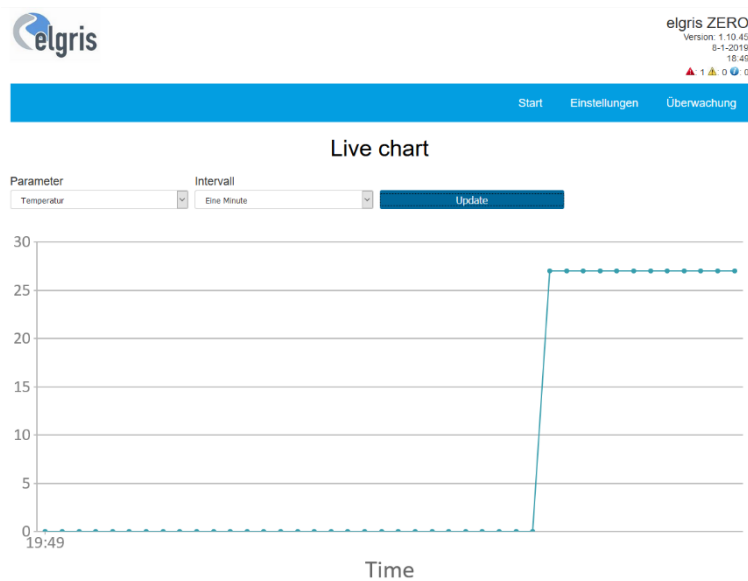 elgris
elgris ZERO
Version: 1.10.45
8-1-2019
18:49
: 1 : 0 : 0
Start Einstellungen Überwachung
Live chart
Parameter Intervall
Temperatur Eine Minute Update
30
25
20
15
10
5
0
19:49
Time